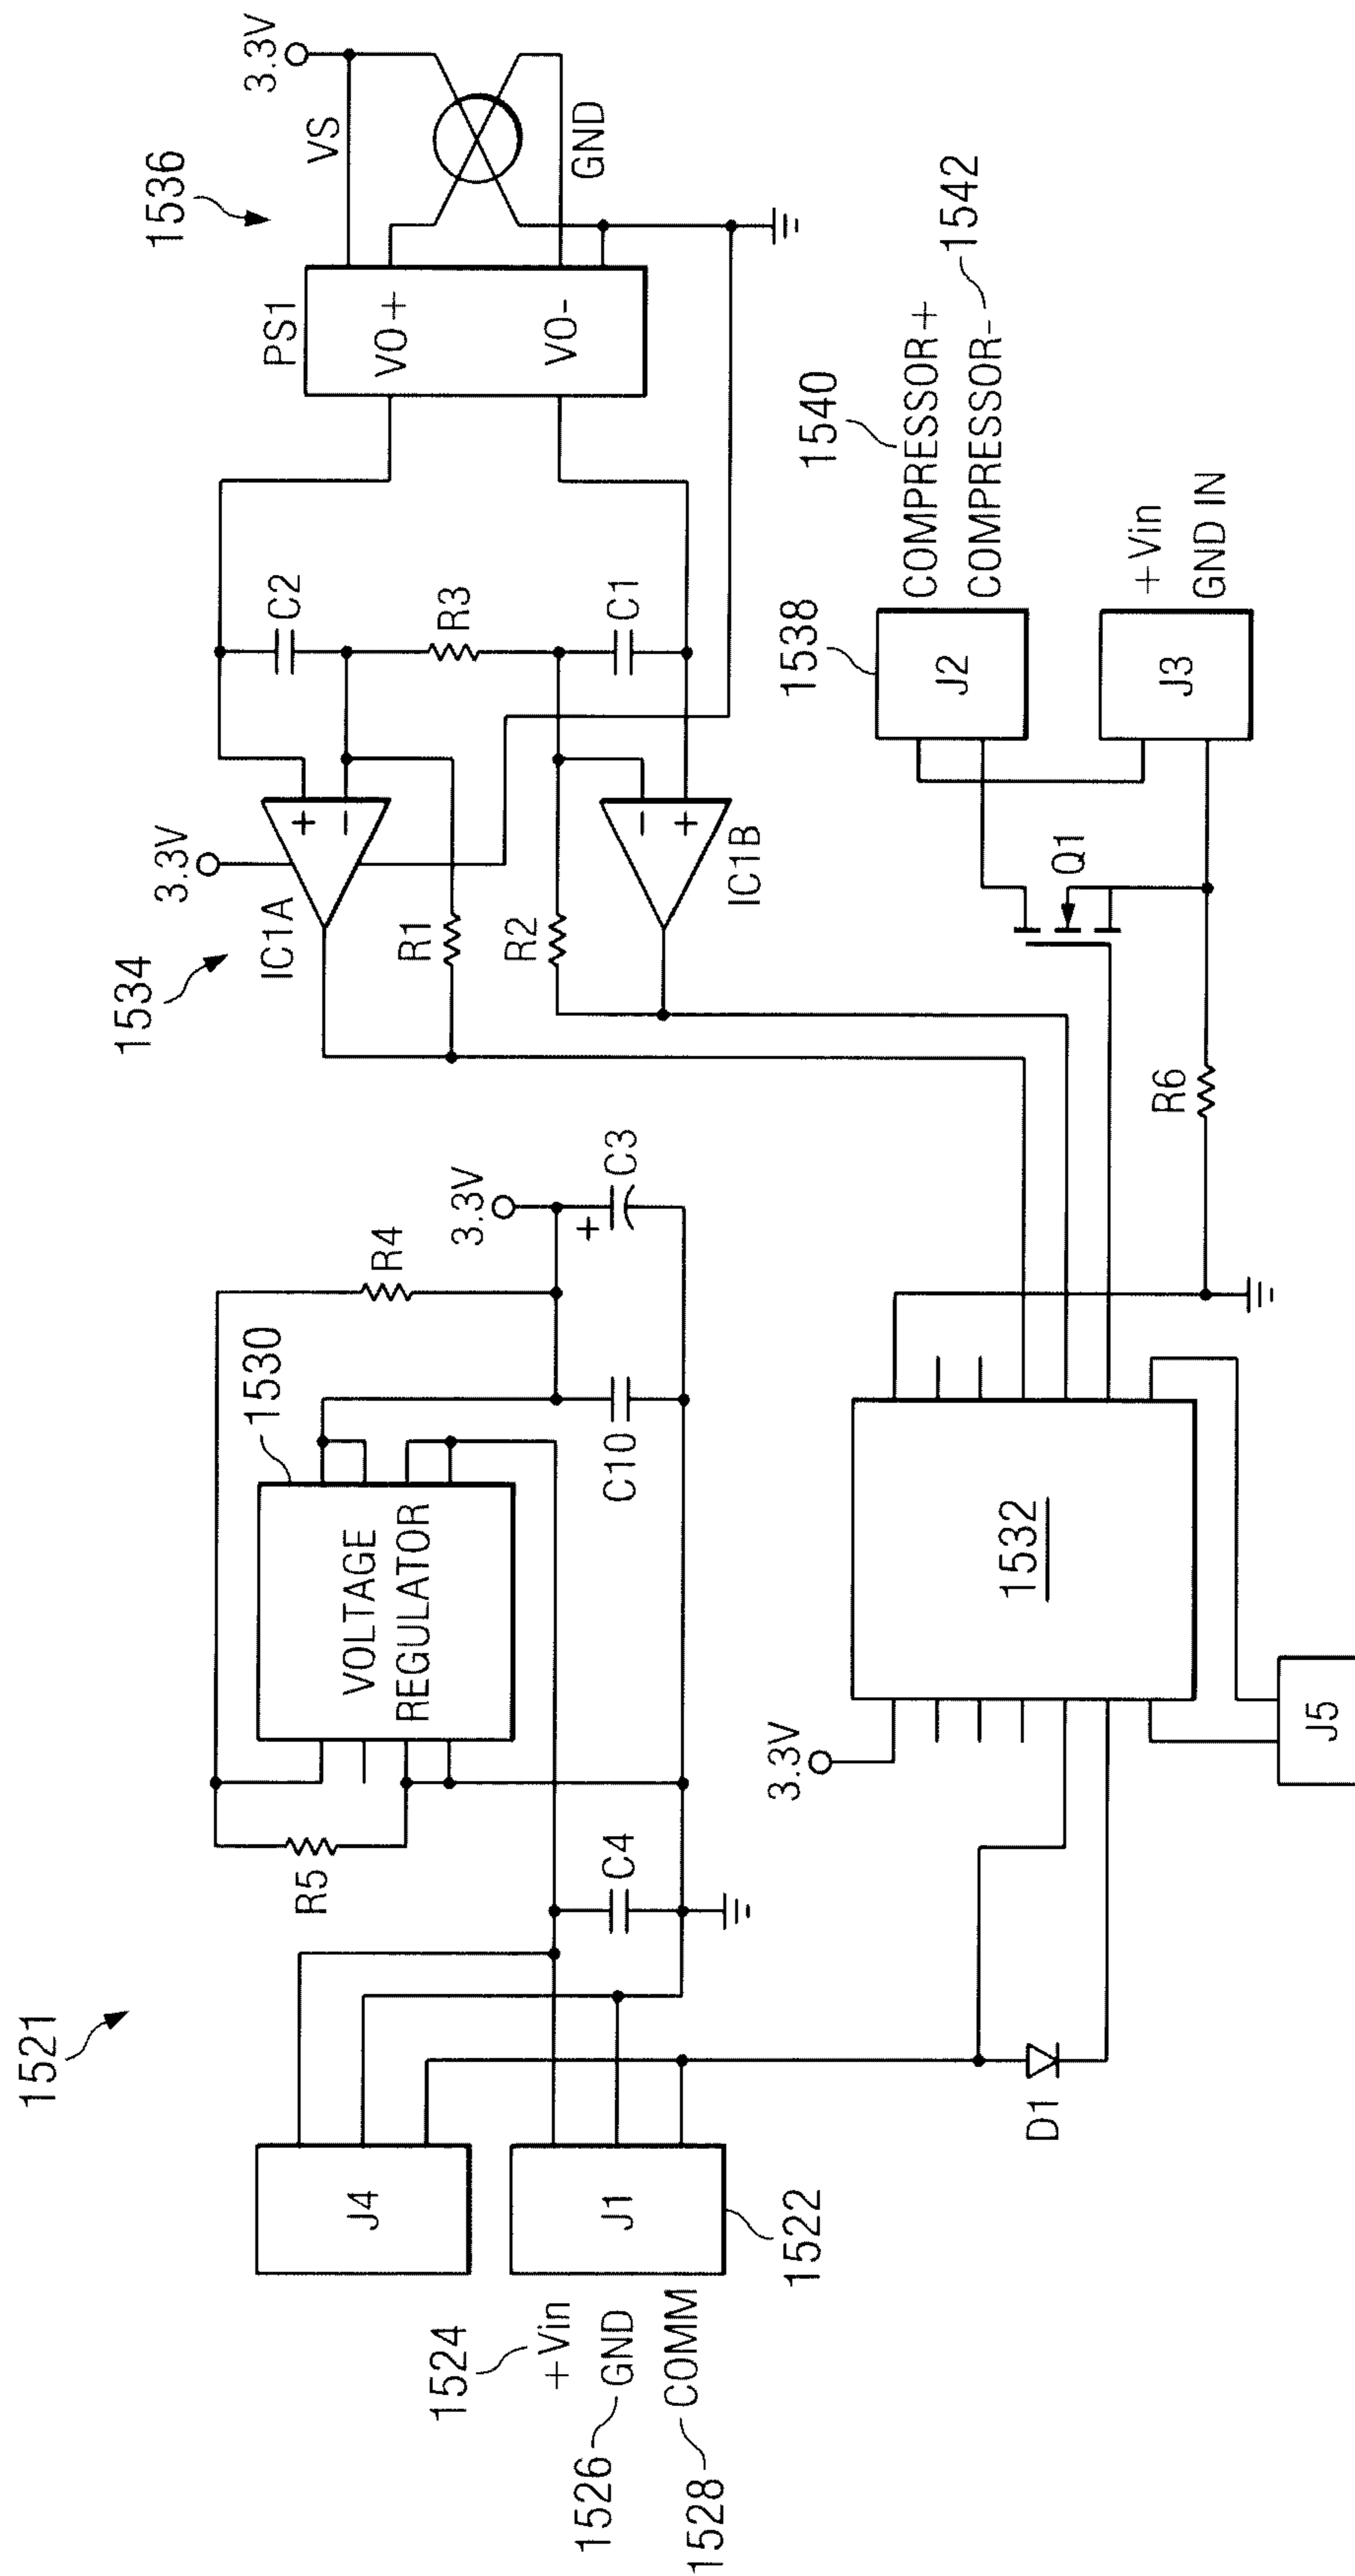 1521
J4
J1
1522
1524
+Vin
1526
GND
1528
COMM
R5
C4
VOLTAGE
REGULATOR
1530
R4
C10
3.3V
+
C3
1534
3.3V
IC1A
+
-
R1
R2
IC1B
-
+
C2
R3
C1
1536
PS1
VO+
VO-
VS
3.3V
GND
D1
3.3V
1532
J5
R6
Q1
1538
J2
J3
1540
COMPRESSOR+
COMPRESSOR-
1542
+Vin
GND IN